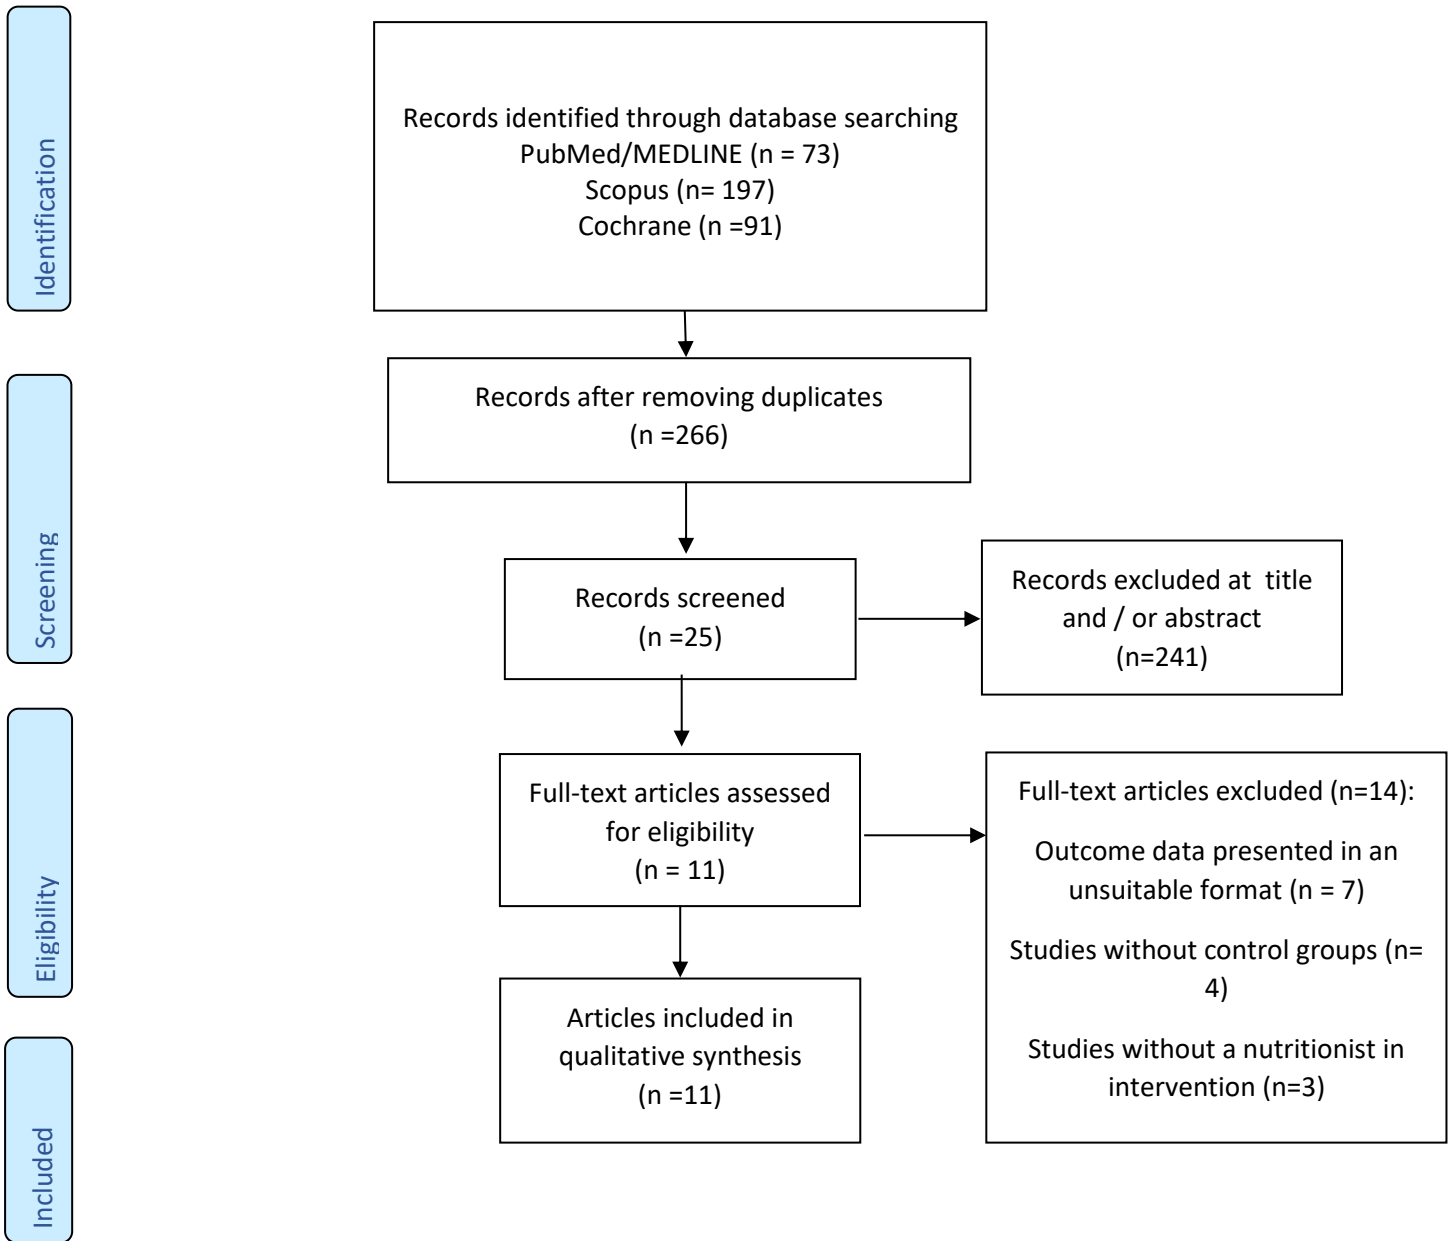 Identification
Records identified through database searching
PubMed/MEDLINE (n = 73)
Scopus (n= 197)
Cochrane (n =91)
Records after removing duplicates
(n =266)
Screening
Records screened
(n =25)
Records excluded at title
and / or abstract
(n=241)
Eligibility
Full-text articles assessed
for eligibility
(n = 11)
Full-text articles excluded (n=14):
Outcome data presented in an
unsuitable format (n = 7)
Studies without control groups (n=
4)
Studies without a nutritionist in
intervention (n=3)
Included
Articles included in
qualitative synthesis
(n =11)